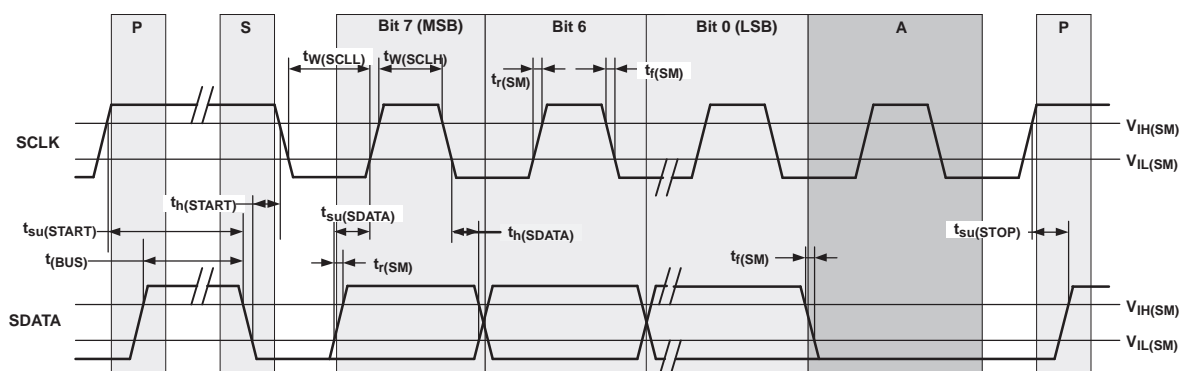 P S Bit 7 (MSB) Bit 6 Bit 0 (LSB) A P
tW(SCLL) tW(SCLH)
tr(SM) tf(SM)
SCLK
VIH(SM)
VIL(SM)
th(START)
tsu(START)
t(BUS)
tsu(SDATA)
th(SDATA)
tr(SM)
tf(SM)
tsu(STOP)
SDATA
VIH(SM)
VIL(SM)